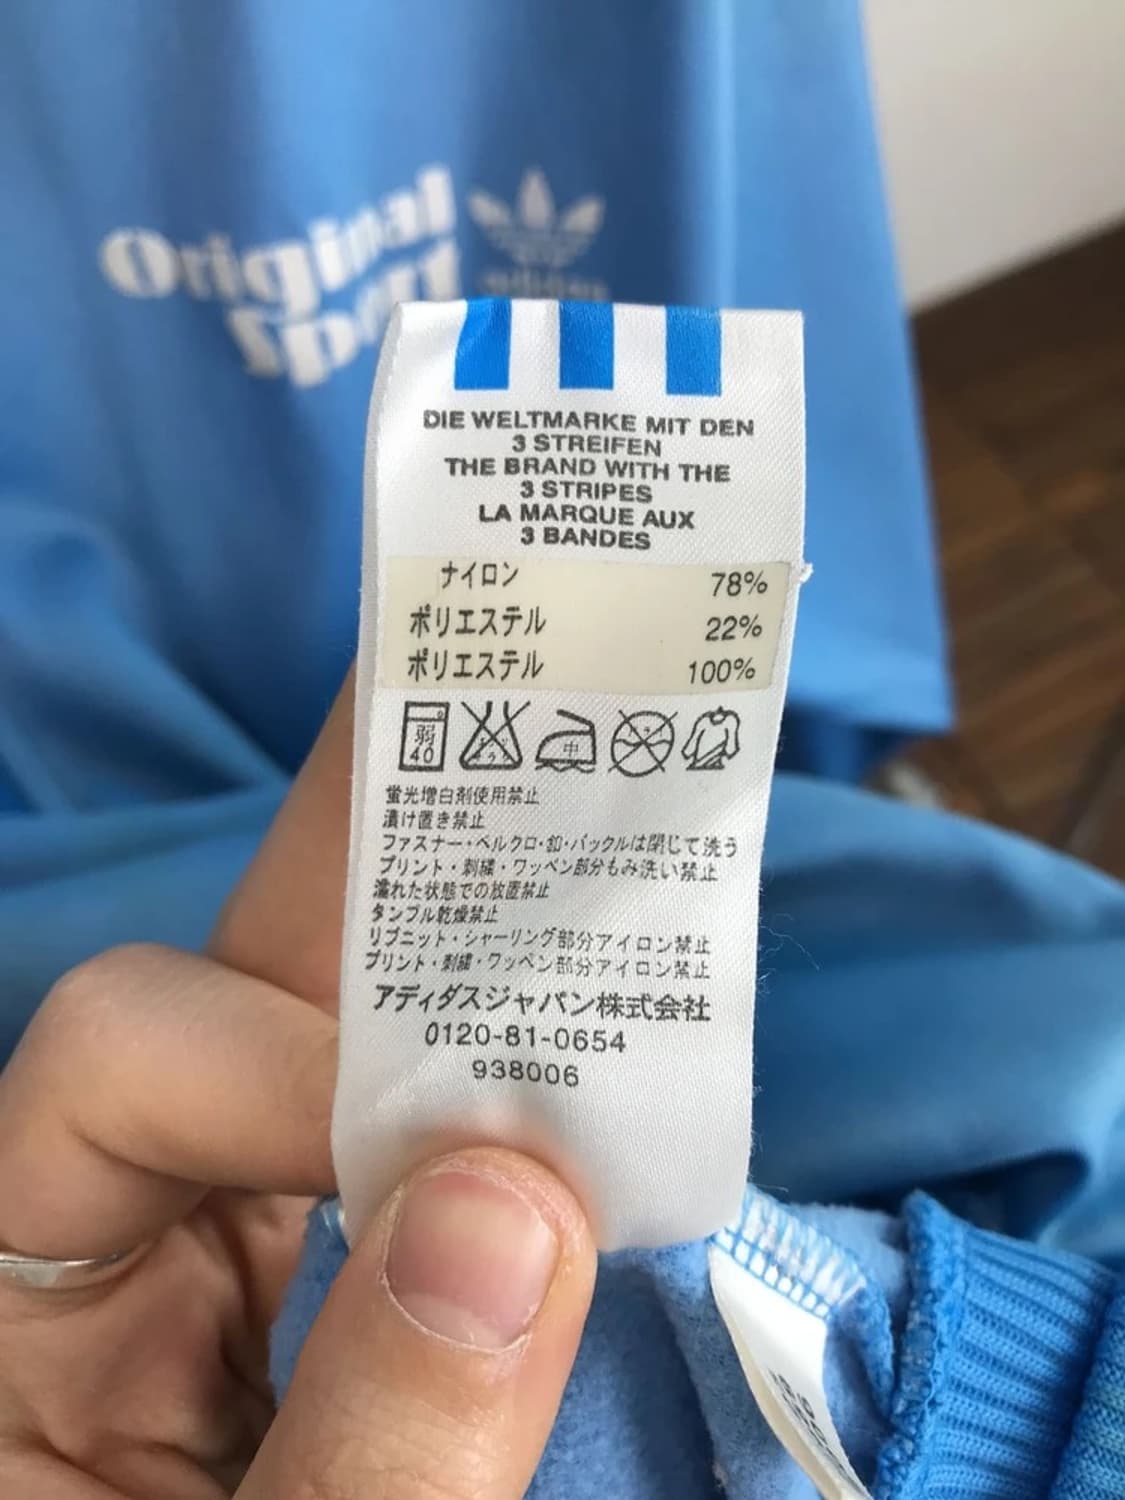 Original
Sport
adidas
DIE WELTMARKE MIT DEN
3 STREIFEN
THE BRAND WITH THE
3 STRIPES
LA MARQUE AUX
3 BANDES
ナイロン 78%
ポリエステル 22%
ポリエステル 100%
弱
40
中
蛍光増白剤使用禁止
漬け置き禁止
ファスナー・ベルクロ・釦・バックルは閉じて洗う
プリント・刺繍・ワッペン部分もみ洗い禁止
濡れた状態での放置禁止
タンブル乾燥禁止
リブニット・シャーリング部分アイロン禁止
プリント・刺繍・ワッペン部分アイロン禁止
アディダスジャパン株式会社
0120-81-0654
938006